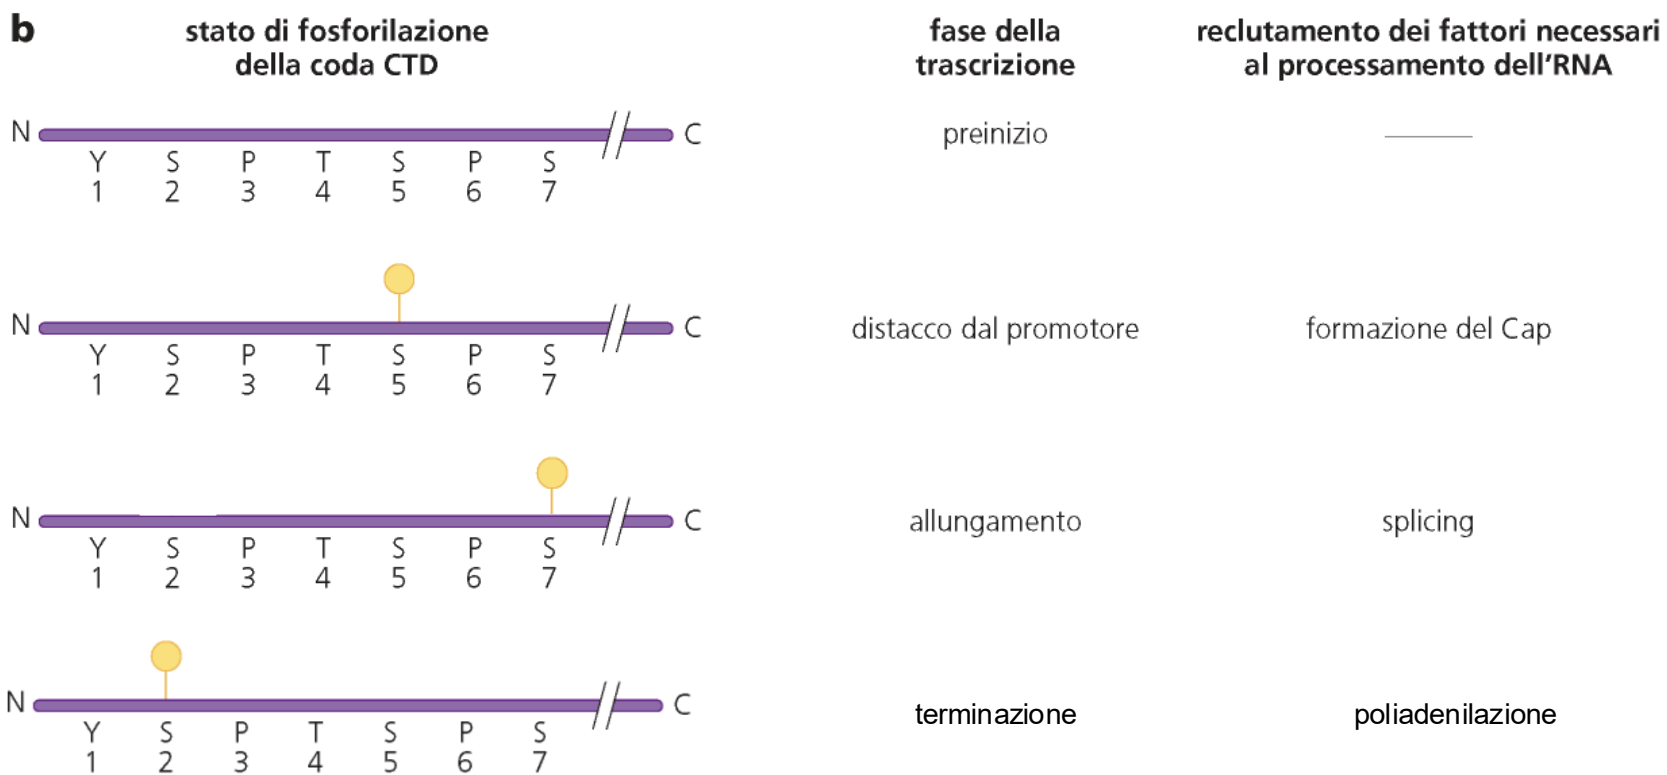 b
stato di fosforilazione
della coda CTD
fase della
trascrizione
reclutamento dei fattori necessari
al processamento dell'RNA
N C preinizio
Y S P T S P S
1 2 3 4 5 6 7
N C distacco dal promotore formazione del Cap
Y S P T S P S
1 2 3 4 5 6 7
N C allungamento splicing
Y S P T S P S
1 2 3 4 5 6 7
N C terminazione poliadenilazione
Y S P T S P S
1 2 3 4 5 6 7